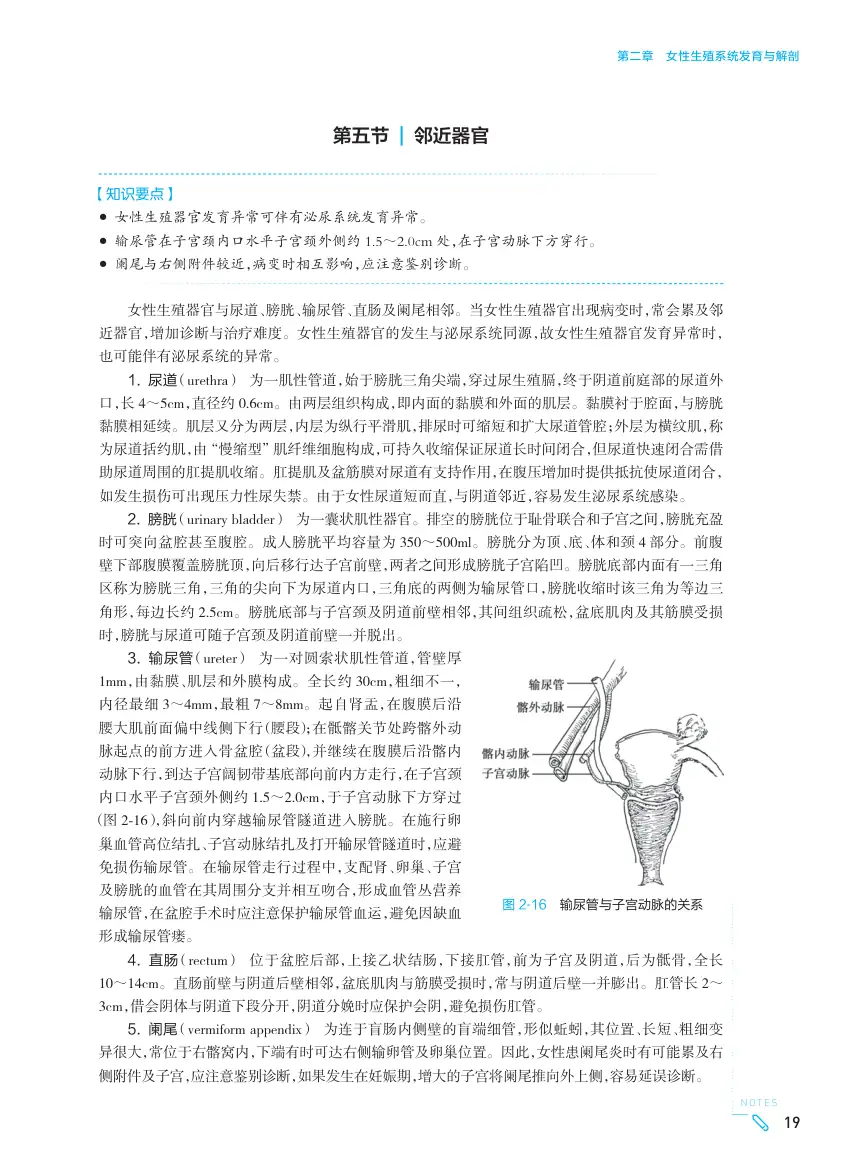 第二章　女性生殖系统发育与解剖
第五节｜邻近器官
【知识要点】
● 女性生殖器官发育异常可伴有泌尿系统发育异常。
● 输尿管在子宫颈内口水平子宫颈外侧约 1.5～2.0cm 处,在子宫动脉下方穿行。
● 阑尾与右侧附件较近,病变时相互影响,应注意鉴别诊断。
女性生殖器官与尿道、膀胱、输尿管、直肠及阑尾相邻。当女性生殖器官出现病变时,常会累及邻
近器官,增加诊断与治疗难度。女性生殖器官的发生与泌尿系统同源,故女性生殖器官发育异常时,
也可能伴有泌尿系统的异常。
1. 尿道(urethra)　为一肌性管道,始于膀胱三角尖端,穿过尿生殖膈,终于阴道前庭部的尿道外
口,长 4～5cm,直径约 0.6cm。由两层组织构成,即内面的黏膜和外面的肌层。黏膜衬于腔面,与膀胱
黏膜相延续。肌层又分为两层,内层为纵行平滑肌,排尿时可缩短和扩大尿道管腔;外层为横纹肌,称
为尿道括约肌,由“慢缩型”肌纤维细胞构成,可持久收缩保证尿道长时间闭合,但尿道快速闭合需借
助尿道周围的肛提肌收缩。肛提肌及盆筋膜对尿道有支持作用,在腹压增加时提供抵抗使尿道闭合,
如发生损伤可出现压力性尿失禁。由于女性尿道短而直,与阴道邻近,容易发生泌尿系统感染。
2. 膀胱(urinary bladder)　为一囊状肌性器官。排空的膀胱位于耻骨联合和子宫之间,膀胱充盈
时可突向盆腔甚至腹腔。成人膀胱平均容量为 350～500ml。膀胱分为顶、底、体和颈 4 部分。前腹
壁下部腹膜覆盖膀胱顶,向后移行达子宫前壁,两者之间形成膀胱子宫陷凹。膀胱底部内面有一三角
区称为膀胱三角,三角的尖向下为尿道内口,三角底的两侧为输尿管口,膀胱收缩时该三角为等边三
角形,每边长约 2.5cm。膀胱底部与子宫颈及阴道前壁相邻,其间组织疏松,盆底肌肉及其筋膜受损
时,膀胱与尿道可随子宫颈及阴道前壁一并脱出。
3. 输尿管(ureter)　为一对圆索状肌性管道,管壁厚
1mm,由黏膜、肌层和外膜构成。全长约 30cm,粗细不一,
内径最细 3～4mm,最粗 7～8mm。起自肾盂,在腹膜后沿
腰大肌前面偏中线侧下行(腰段);在骶髂关节处跨髂外动
脉起点的前方进入骨盆腔(盆段),并继续在腹膜后沿髂内
动脉下行,到达子宫阔韧带基底部向前内方走行,在子宫颈
内口水平子宫颈外侧约 1.5～2.0cm,于子宫动脉下方穿过
(图 2-16),斜向前内穿越输尿管隧道进入膀胱。在施行卵
巢血管高位结扎、子宫动脉结扎及打开输尿管隧道时,应避
免损伤输尿管。在输尿管走行过程中,支配肾、卵巢、子宫
及膀胱的血管在其周围分支并相互吻合,形成血管丛营养
输尿管,在盆腔手术时应注意保护输尿管血运,避免因缺血
形成输尿管瘘。
输尿管
髂外动脉
髂内动脉
子宫动脉
图 2-16　输尿管与子宫动脉的关系
4. 直肠(rectum)　位于盆腔后部,上接乙状结肠,下接肛管,前为子宫及阴道,后为骶骨,全长
10～14cm。直肠前壁与阴道后壁相邻,盆底肌肉与筋膜受损时,常与阴道后壁一并膨出。肛管长 2～
3cm,借会阴体与阴道下段分开,阴道分娩时应保护会阴,避免损伤肛管。
5. 阑尾(vermiform appendix)　为连于盲肠内侧壁的盲端细管,形似蚯蚓,其位置、长短、粗细变
异很大,常位于右髂窝内,下端有时可达右侧输卵管及卵巢位置。因此,女性患阑尾炎时有可能累及右
侧附件及子宫,应注意鉴别诊断,如果发生在妊娠期,增大的子宫将阑尾推向外上侧,容易延误诊断。
NOTES
19